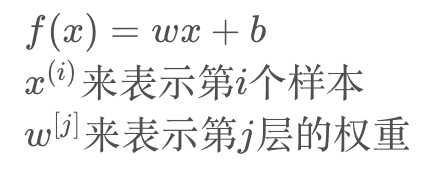 f(x) = wx + b
x^{(i)}来表示第i个样本
w^{[j]}来表示第j层的权重